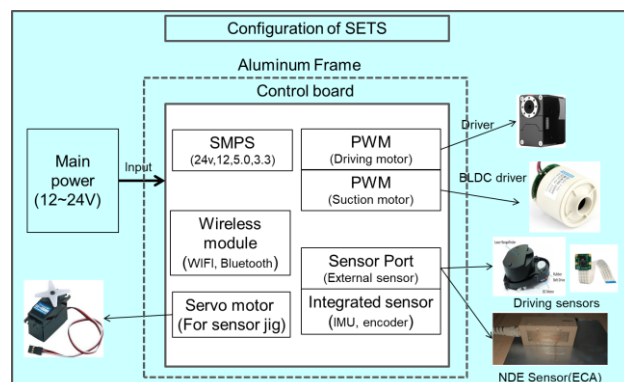 Configuration of SETS
Aluminum Frame
Control board
Main
power
(12~24V)
Input
SMPS
(24v,12,5.0,3.3)
PWM
(Driving motor)
PWM
(Suction motor)
Driver
BLDC driver
Wireless
module
(WIFI, Bluetooth)
Sensor Port
(External sensor)
Integrated sensor
(IMU, encoder)
Servo motor
(For sensor jig)
Driving sensors
NDE Sensor(ECA)